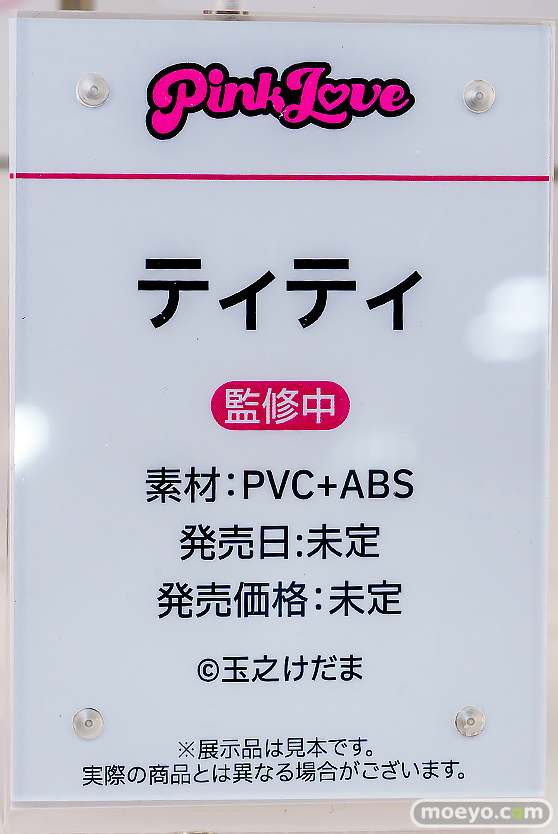 PinkLove
ティティ
監修中
素材：PVC+ABS
発売日：未定
発売価格：未定
©玉之けだま
※展示品は見本です。
実際の商品とは異なる場合がございます。
moeyo.com